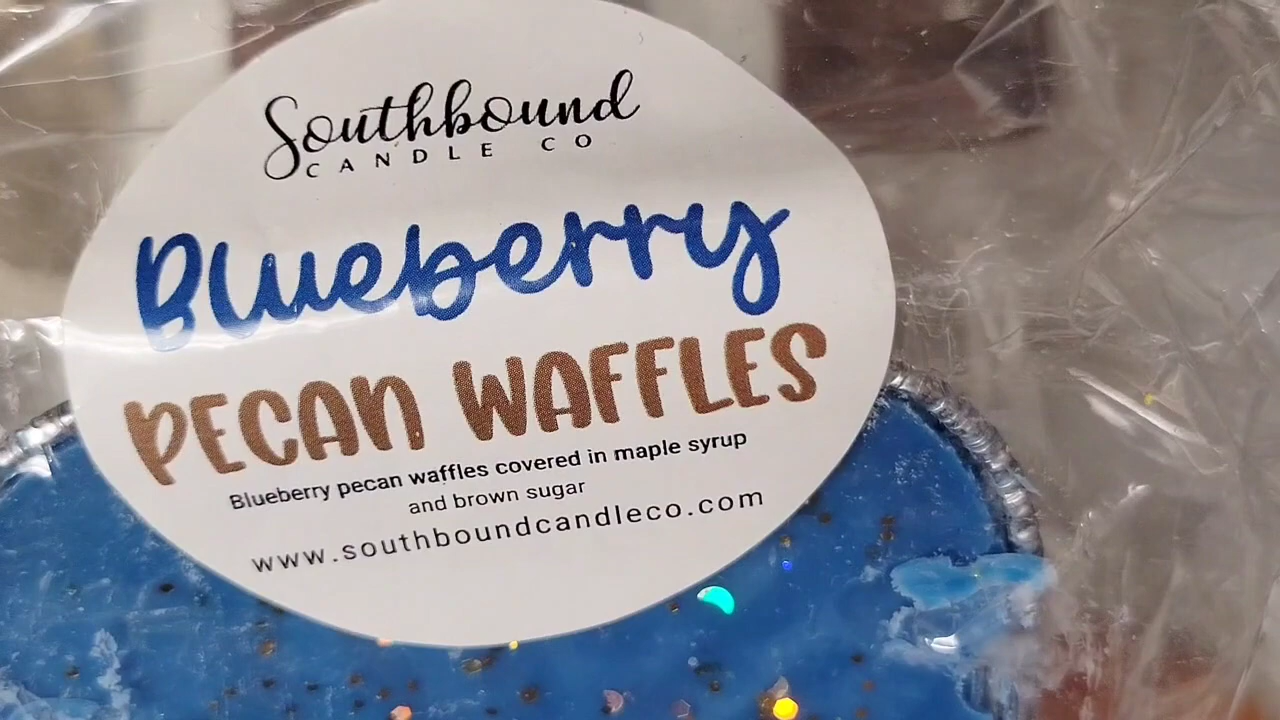 Southbound
CANDLE CO
Blueberry
PECAN WAFFLES
Blueberry pecan waffles covered in maple syrup
and brown sugar
www.southboundcandleco.com